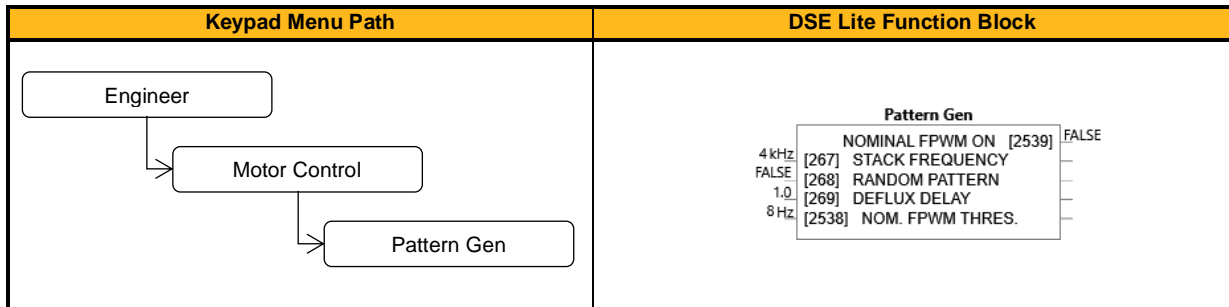 Keypad Menu Path
DSE Lite Function Block
Engineer
Motor Control
Pattern Gen
Pattern Gen
NOMINAL FPWM ON [2539] FALSE
4 kHz [267] STACK FREQUENCY
FALSE [268] RANDOM PATTERN
1.0 [269] DEFLUX DELAY
8 Hz [2538] NOM. FPWM THRES.